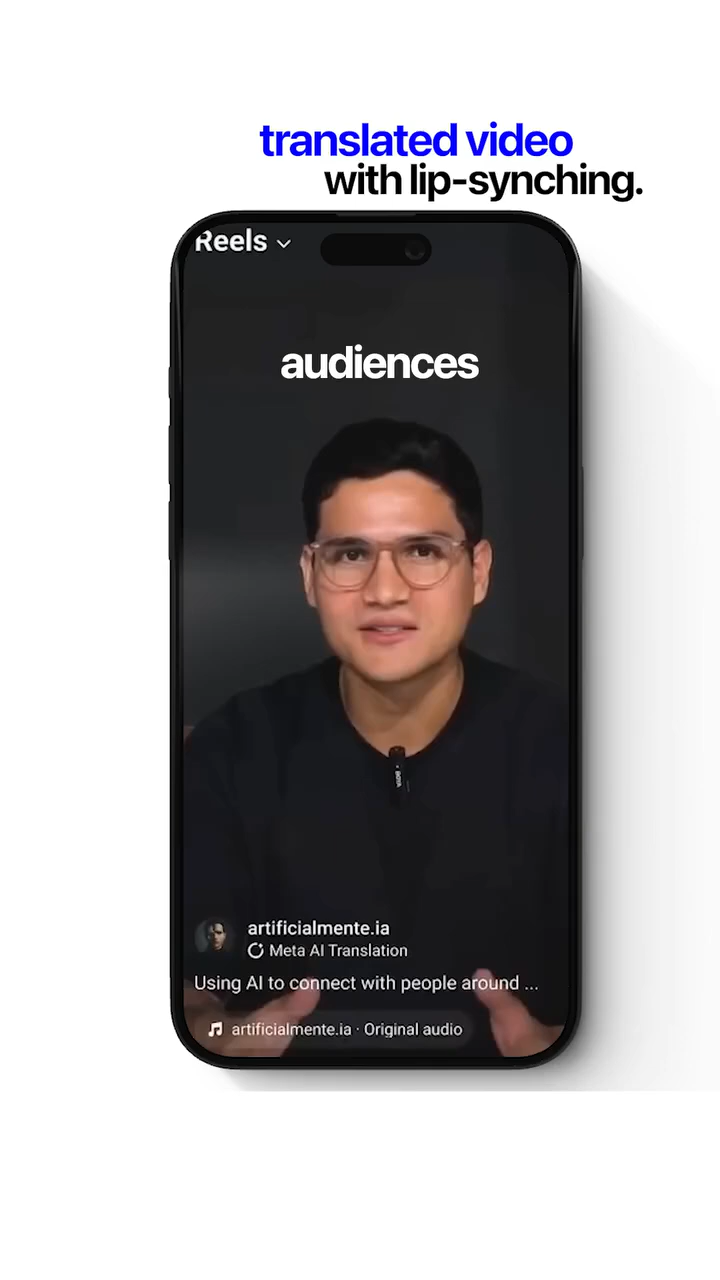 translated video
with lip-synching.
Reels
audiences
BOYA
artificialmente.ia
Meta AI Translation
Using AI to connect with people around ...
artificialmente.ia · Original audio